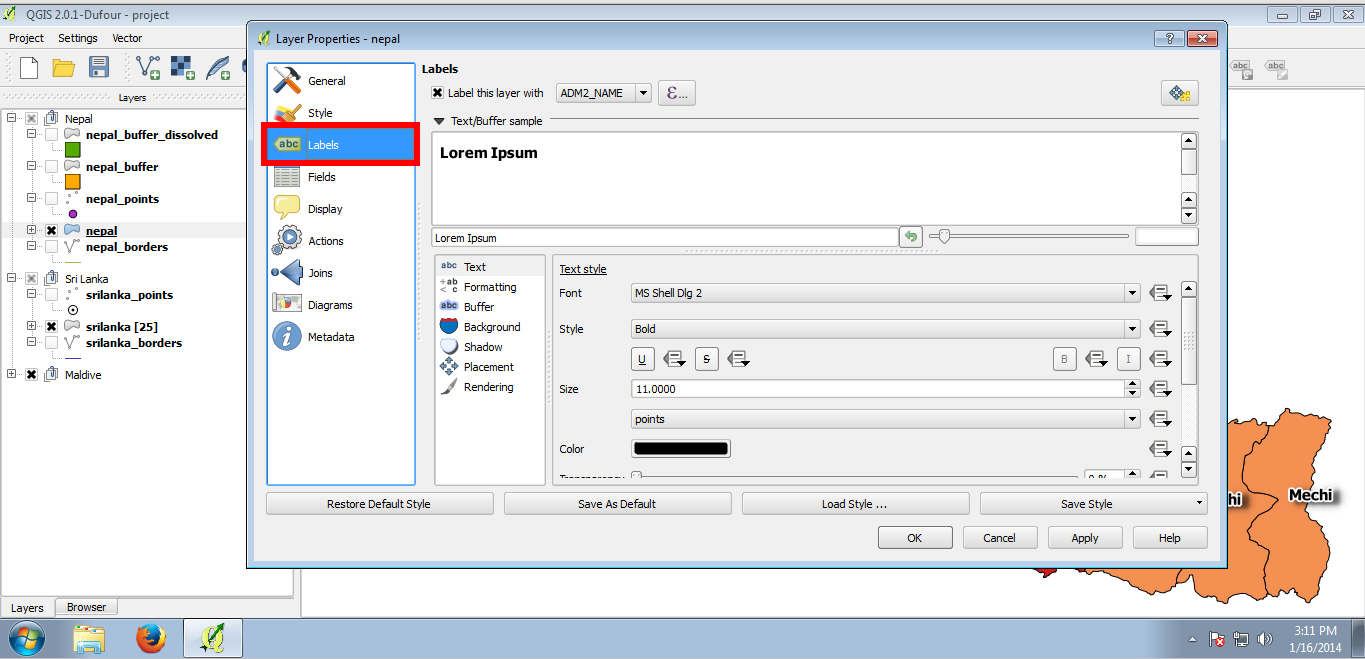 QGIS 2.0.1-Dufour - project
Project Settings Vector
Layers
Nepal
nepal_buffer_dissolved
nepal_buffer
nepal_points
nepal
nepal_borders
Sri Lanka
srilanka_points
srilanka [25]
srilanka_borders
Maldive
Layers Browser
Layer Properties - nepal
General
Style
abc Labels
Fields
Display
Actions
Joins
Diagrams
Metadata
Labels
Label this layer with ADM2_NAME ε...
Text/Buffer sample
Lorem Ipsum
Lorem Ipsum
abc Text
+ab < c Formatting
abc Buffer
Background
Shadow
Placement
Rendering
Text style
Font MS Shell Dlg 2
Style Bold
U S B I
Size 11.0000
points
Color
Transparency 0 %
Restore Default Style Save As Default Load Style ... Save Style
OK Cancel Apply Help
abc abc
hi Mechi
3:11 PM
1/16/2014